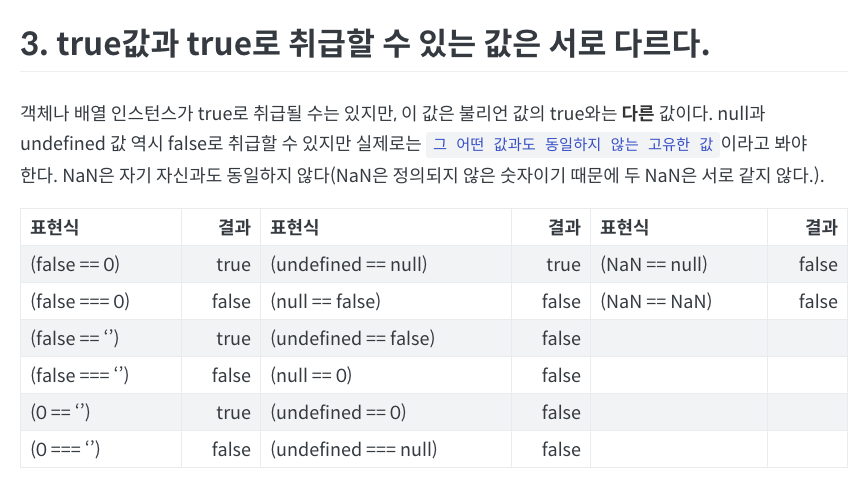 3. true값과 true로 취급할 수 있는 값은 서로 다르다.
객체나 배열 인스턴스가 true로 취급될 수는 있지만, 이 값은 불리언 값의 true와는 다른 값이다. null과
undefined 값 역시 false로 취급할 수 있지만 실제로는 그 어떤 값과도 동일하지 않는 고유한 값 이라고 봐야
한다. NaN은 자기 자신과도 동일하지 않다(NaN은 정의되지 않은 숫자이기 때문에 두 NaN은 서로 같지 않다.).
표현식 결과 표현식 결과 표현식 결과
(false == 0) true (undefined == null) true (NaN == null) false
(false === 0) false (null == false) false (NaN == NaN) false
(false == ‘’) true (undefined == false) false
(false === ‘’) false (null == 0) false
(0 == ‘’) true (undefined == 0) false
(0 === ‘’) false (undefined === null) false